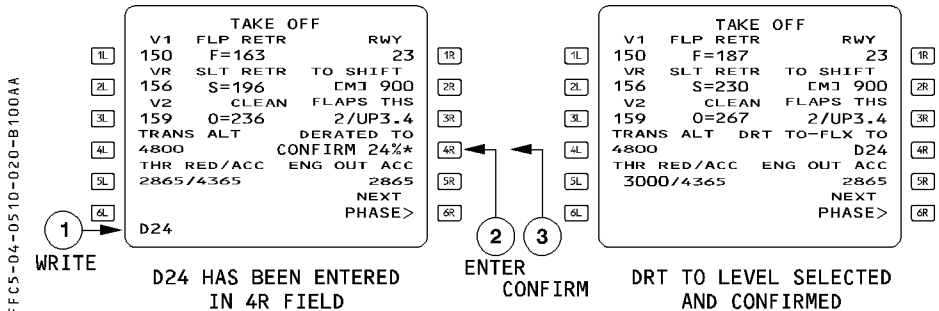 TAKE OFF
V1 FLP RETR RWY
1L 150 F=163 23 1R
VR SLT RETR TO SHIFT
2L 156 S=196 [M] 900 2R
V2 CLEAN FLAPS THS
3L 159 O=236 2/UP3.4 3R
TRANS ALT DERATED TO
4L 4800 CONFIRM 24%* 4R
THR RED/ACC ENG OUT ACC
5L 2865/4365 2865 5R
NEXT
6L PHASE> 6R
D24
1
WRITE
D24 HAS BEEN ENTERED
IN 4R FIELD
2 3
ENTER
CONFIRM
TAKE OFF
V1 FLP RETR RWY
1L 150 F=187 23 1R
VR SLT RETR TO SHIFT
2L 156 S=230 [M] 900 2R
V2 CLEAN FLAPS THS
3L 159 O=267 2/UP3.4 3R
TRANS ALT DRT TO-FLX TO
4L 4800 D24 4R
THR RED/ACC ENG OUT ACC
5L 3000/4365 2865 5R
NEXT
6L PHASE> 6R
DRT TO LEVEL SELECTED
AND CONFIRMED
FFC5-04-0510-020-B100AA